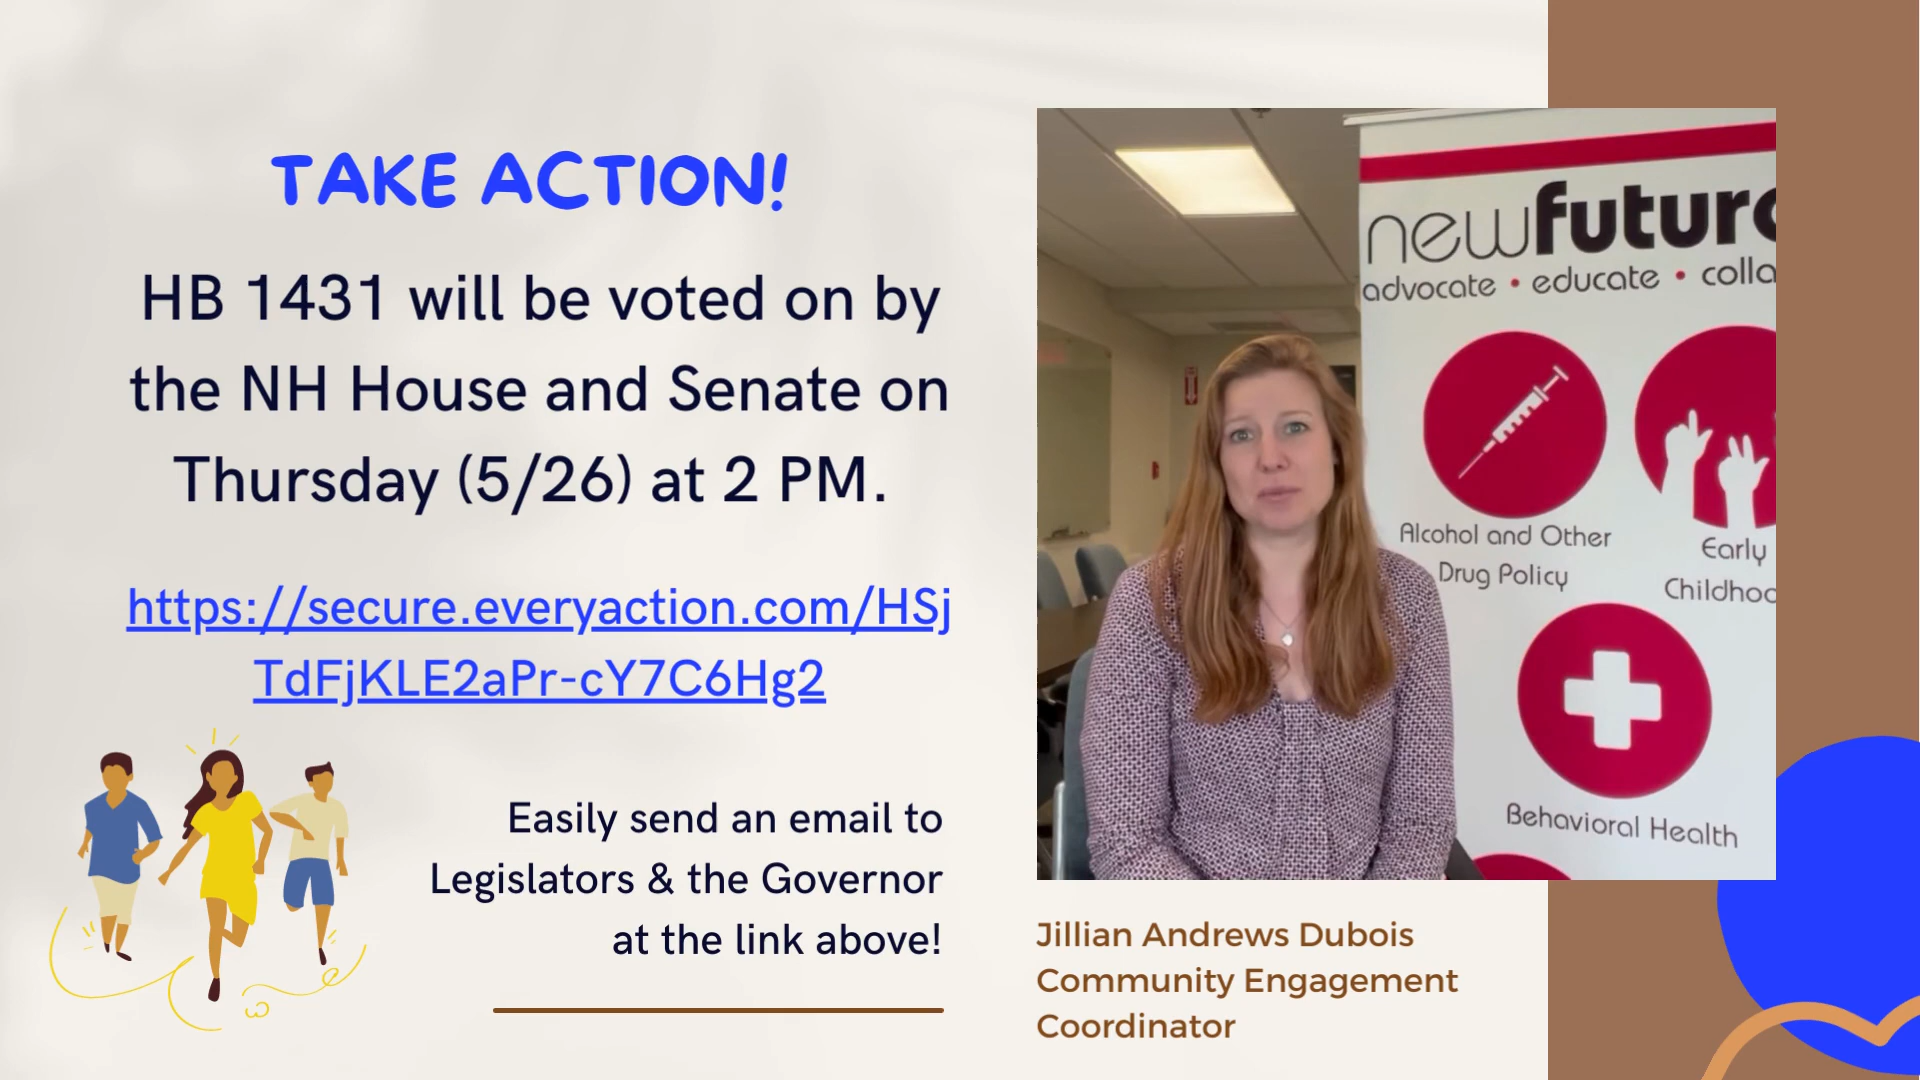 TAKE ACTION!
HB 1431 will be voted on by
the NH House and Senate on
Thursday (5/26) at 2 PM.
https://secure.everyaction.com/HSj
TdFjKLE2aPr-cY7C6Hg2
Easily send an email to
Legislators & the Governor
at the link above!
newfutur
advocate • educate • colla
Alcohol and Other
Drug Policy
Early
Childhoo
Behavioral Health
Jillian Andrews Dubois
Community Engagement
Coordinator